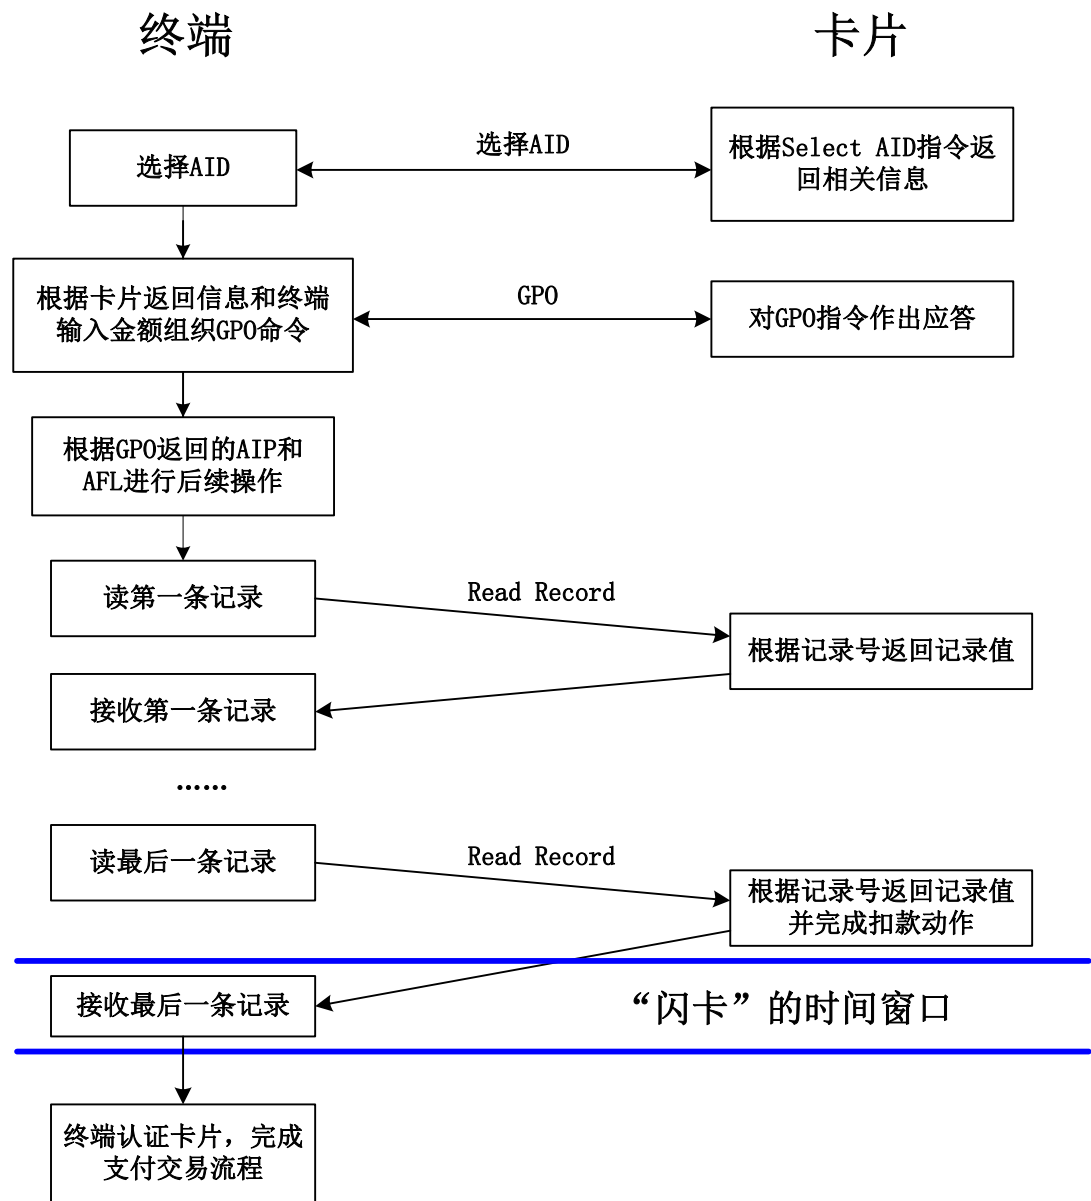 终端
卡片
选择AID
选择AID
根据Select AID指令返
回相关信息
根据卡片返回信息和终端
输入金额组织GPO命令
GPO
对GPO指令作出应答
根据GPO返回的AIP和
AFL进行后续操作
读第一条记录
Read Record
根据记录号返回记录值
接收第一条记录
……
读最后一条记录
Read Record
根据记录号返回记录值
并完成扣款动作
接收最后一条记录
“闪卡”的时间窗口
终端认证卡片，完成
支付交易流程